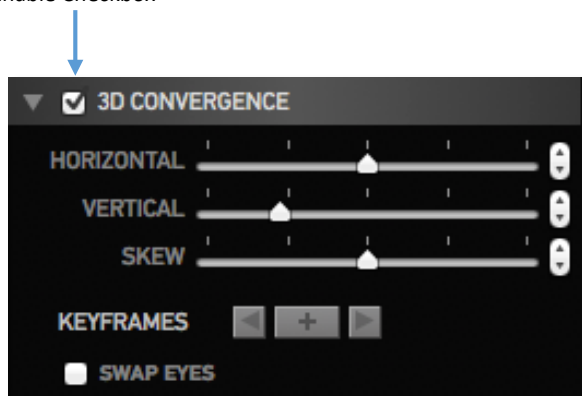 3D CONVERGENCE
HORIZONTAL
VERTICAL
SKEW
KEYFRAMES
SWAP EYES